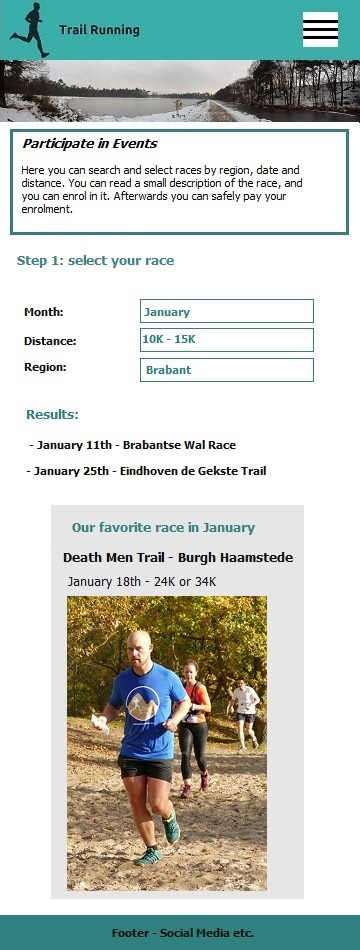 Trail Running
Participate in Events
Here you can search and select races by region, date and
distance. You can read a small description of the race, and
you can enrol in it. Afterwards you can safely pay your
enrolment.
Step 1: select your race
Month:
January
Distance:
10K - 15K
Region:
Brabant
Results:
- January 11th - Brabantse Wal Race
- January 25th - Eindhoven de Gekste Trail
Our favorite race in January
Death Men Trail - Burgh Haamstede
January 18th - 24K or 34K
Footer - Social Media etc.